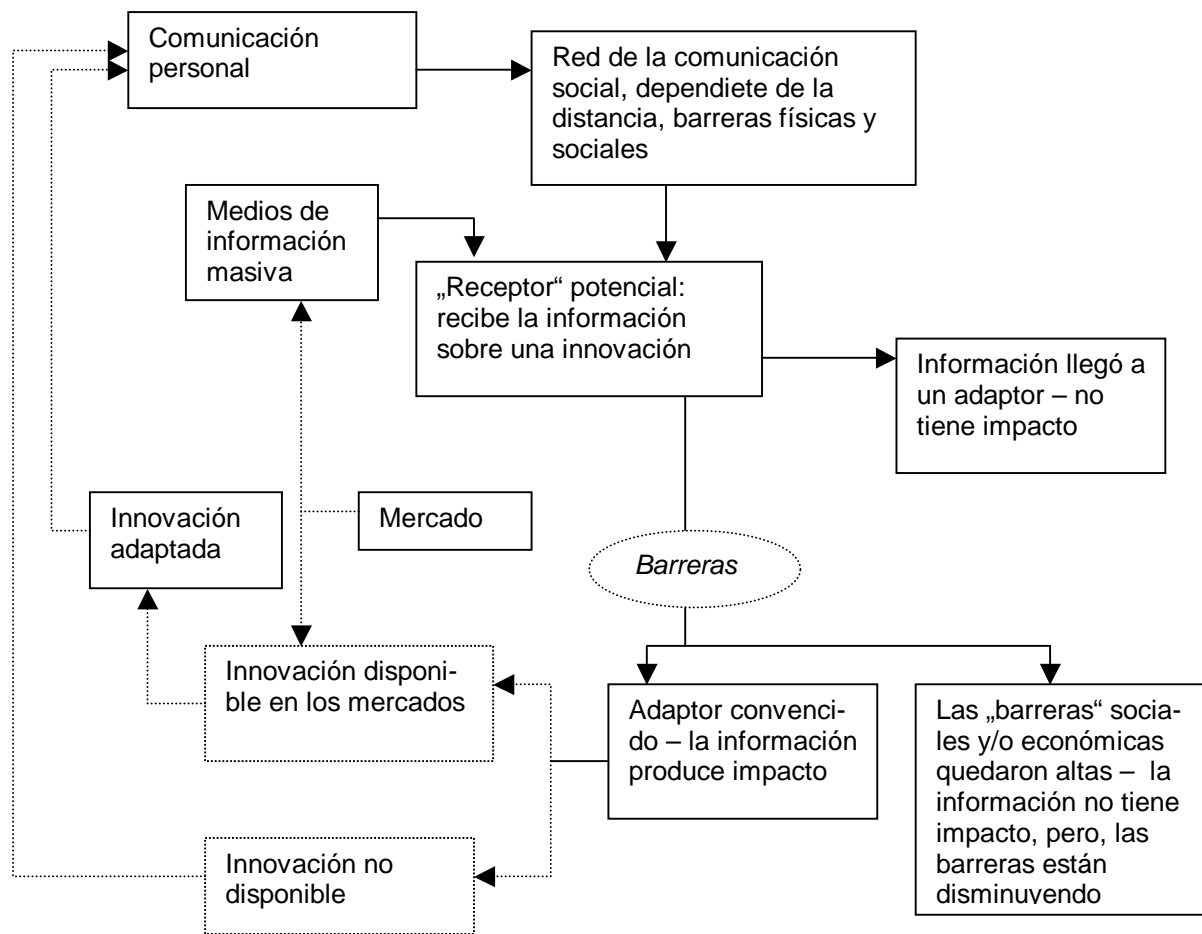 Comunicación
personal
Red de la comunicación
social, dependiete de la
distancia, barreras físicas y
sociales
Medios de
información
masiva
„Receptor“ potencial:
recibe la información
sobre una innovación
Información llegó a
un adaptor – no
tiene impacto
Innovación
adaptada
Mercado
Barreras
Innovación disponi-
ble en los mercados
Adaptor convenci-
do – la información
produce impacto
Las „barreras“ socia-
les y/o económicas
quedaron altas – la
información no tiene
impacto, pero, las
barreras están
disminuvendo
Innovación no
disponible